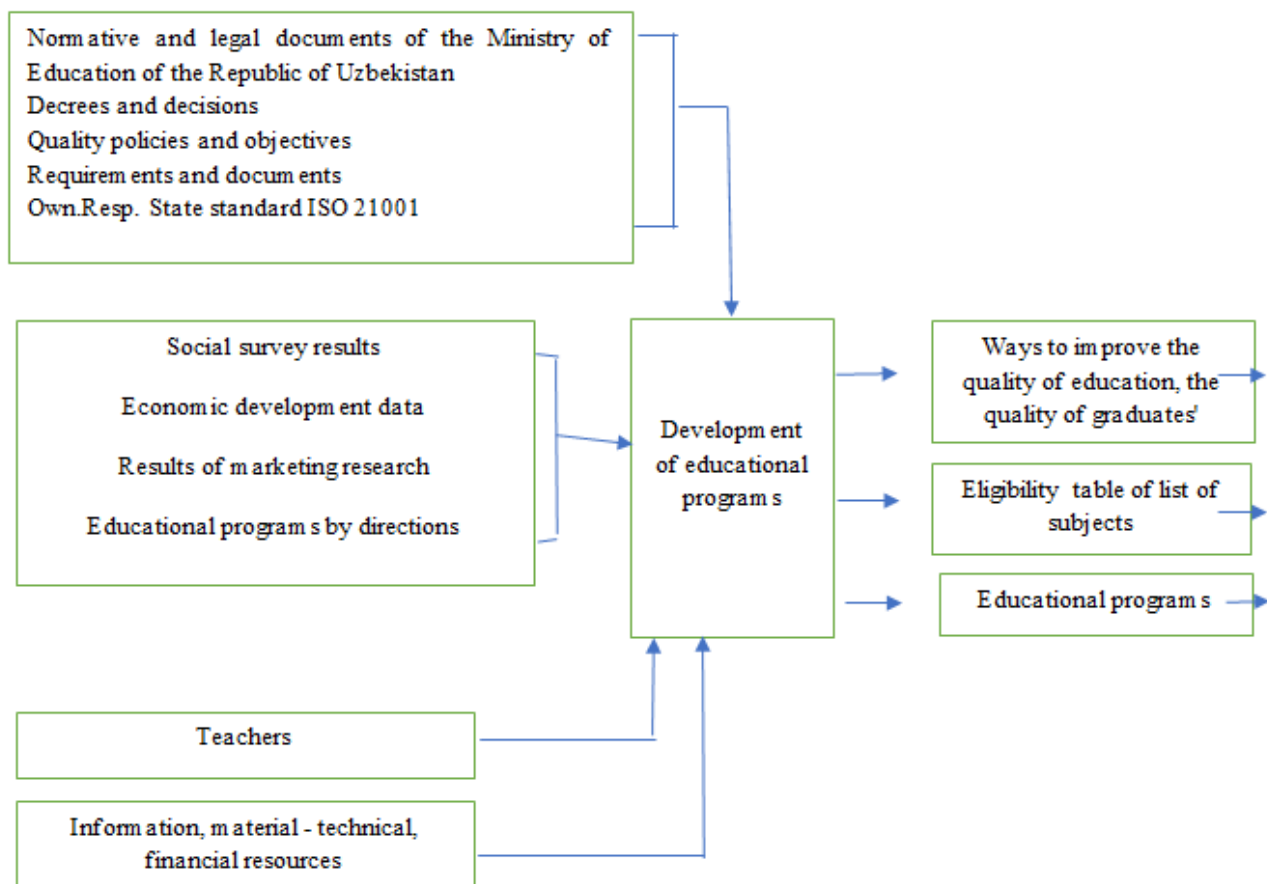 Normative and legal documents of the Ministry of
Education of the Republic of Uzbekistan
Decrees and decisions
Quality policies and objectives
Requirements and documents
Own.Resp. State standard ISO 21001
Social survey results
Economic development data
Results of marketing research
Educational programs by directions
Development
of educational
programs
Ways to improve the
quality of education, the
quality of graduates'
Eligibility table of list of
subjects
Educational programs
Teachers
Information, material - technical,
financial resources